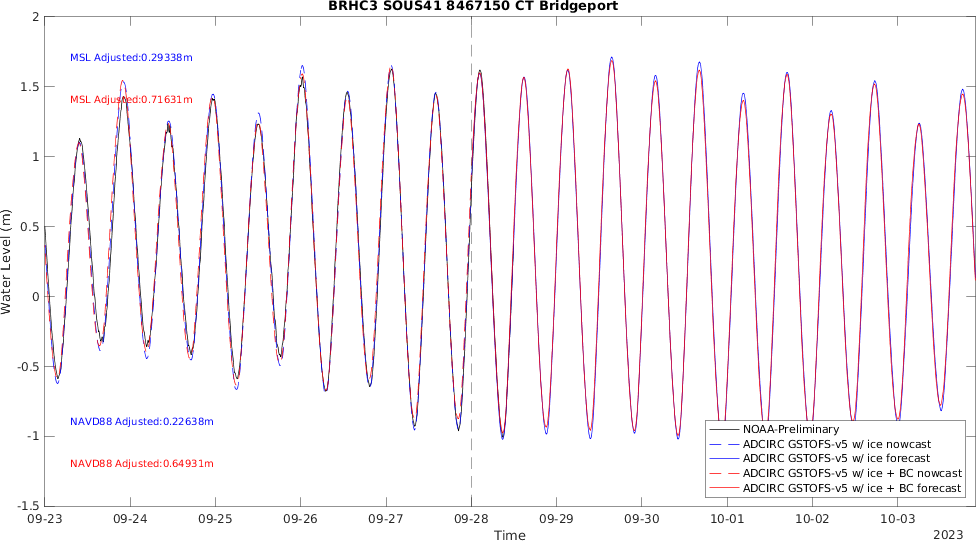 BRHC3 SOUS41 8467150 CT Bridgeport
2
1.5
1
0.5
0
-0.5
-1
-1.5
Water Level (m)
MSL Adjusted:0.29338m
MSL Adjusted:0.71631m
NAVD88 Adjusted:0.22638m
NAVD88 Adjusted:0.64931m
NOAA-Preliminary
ADCIRC GSTOFS-v5 w/ ice nowcast
ADCIRC GSTOFS-v5 w/ ice forecast
ADCIRC GSTOFS-v5 w/ ice + BC nowcast
ADCIRC GSTOFS-v5 w/ ice + BC forecast
09-23 09-24 09-25 09-26 09-27 09-28 09-29 09-30 10-01 10-02 10-03
Time
2023